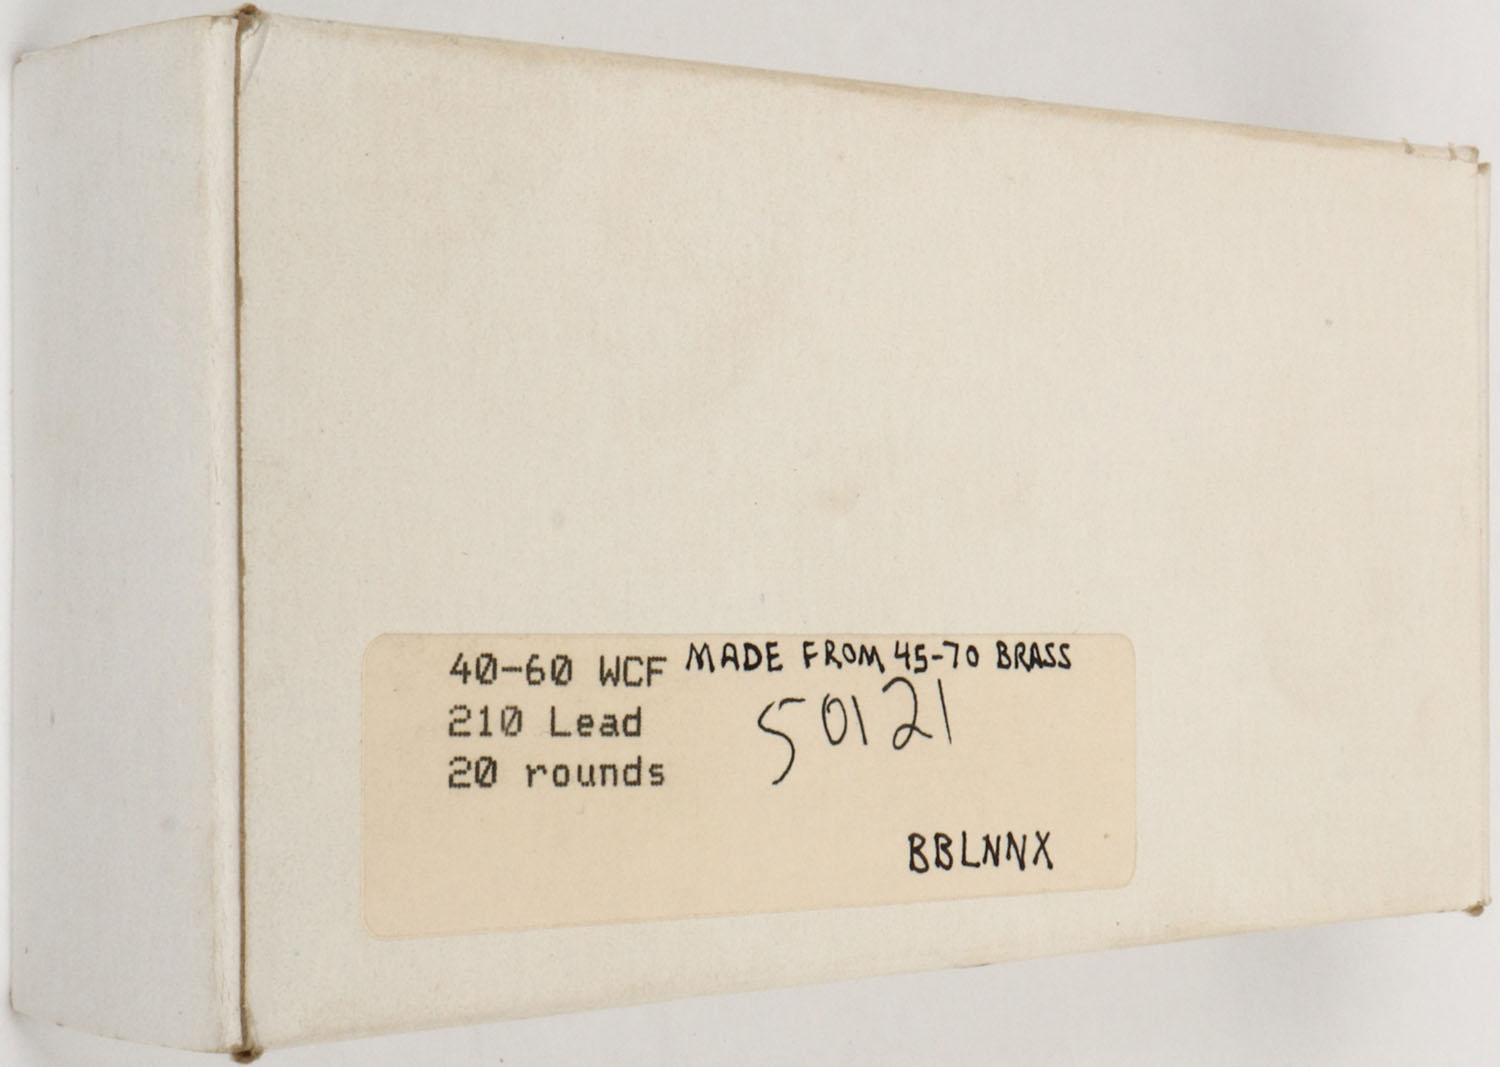 40-60 WCF MADE FROM 45-70 BRASS
210 Lead 50121
20 rounds
BBLNNX